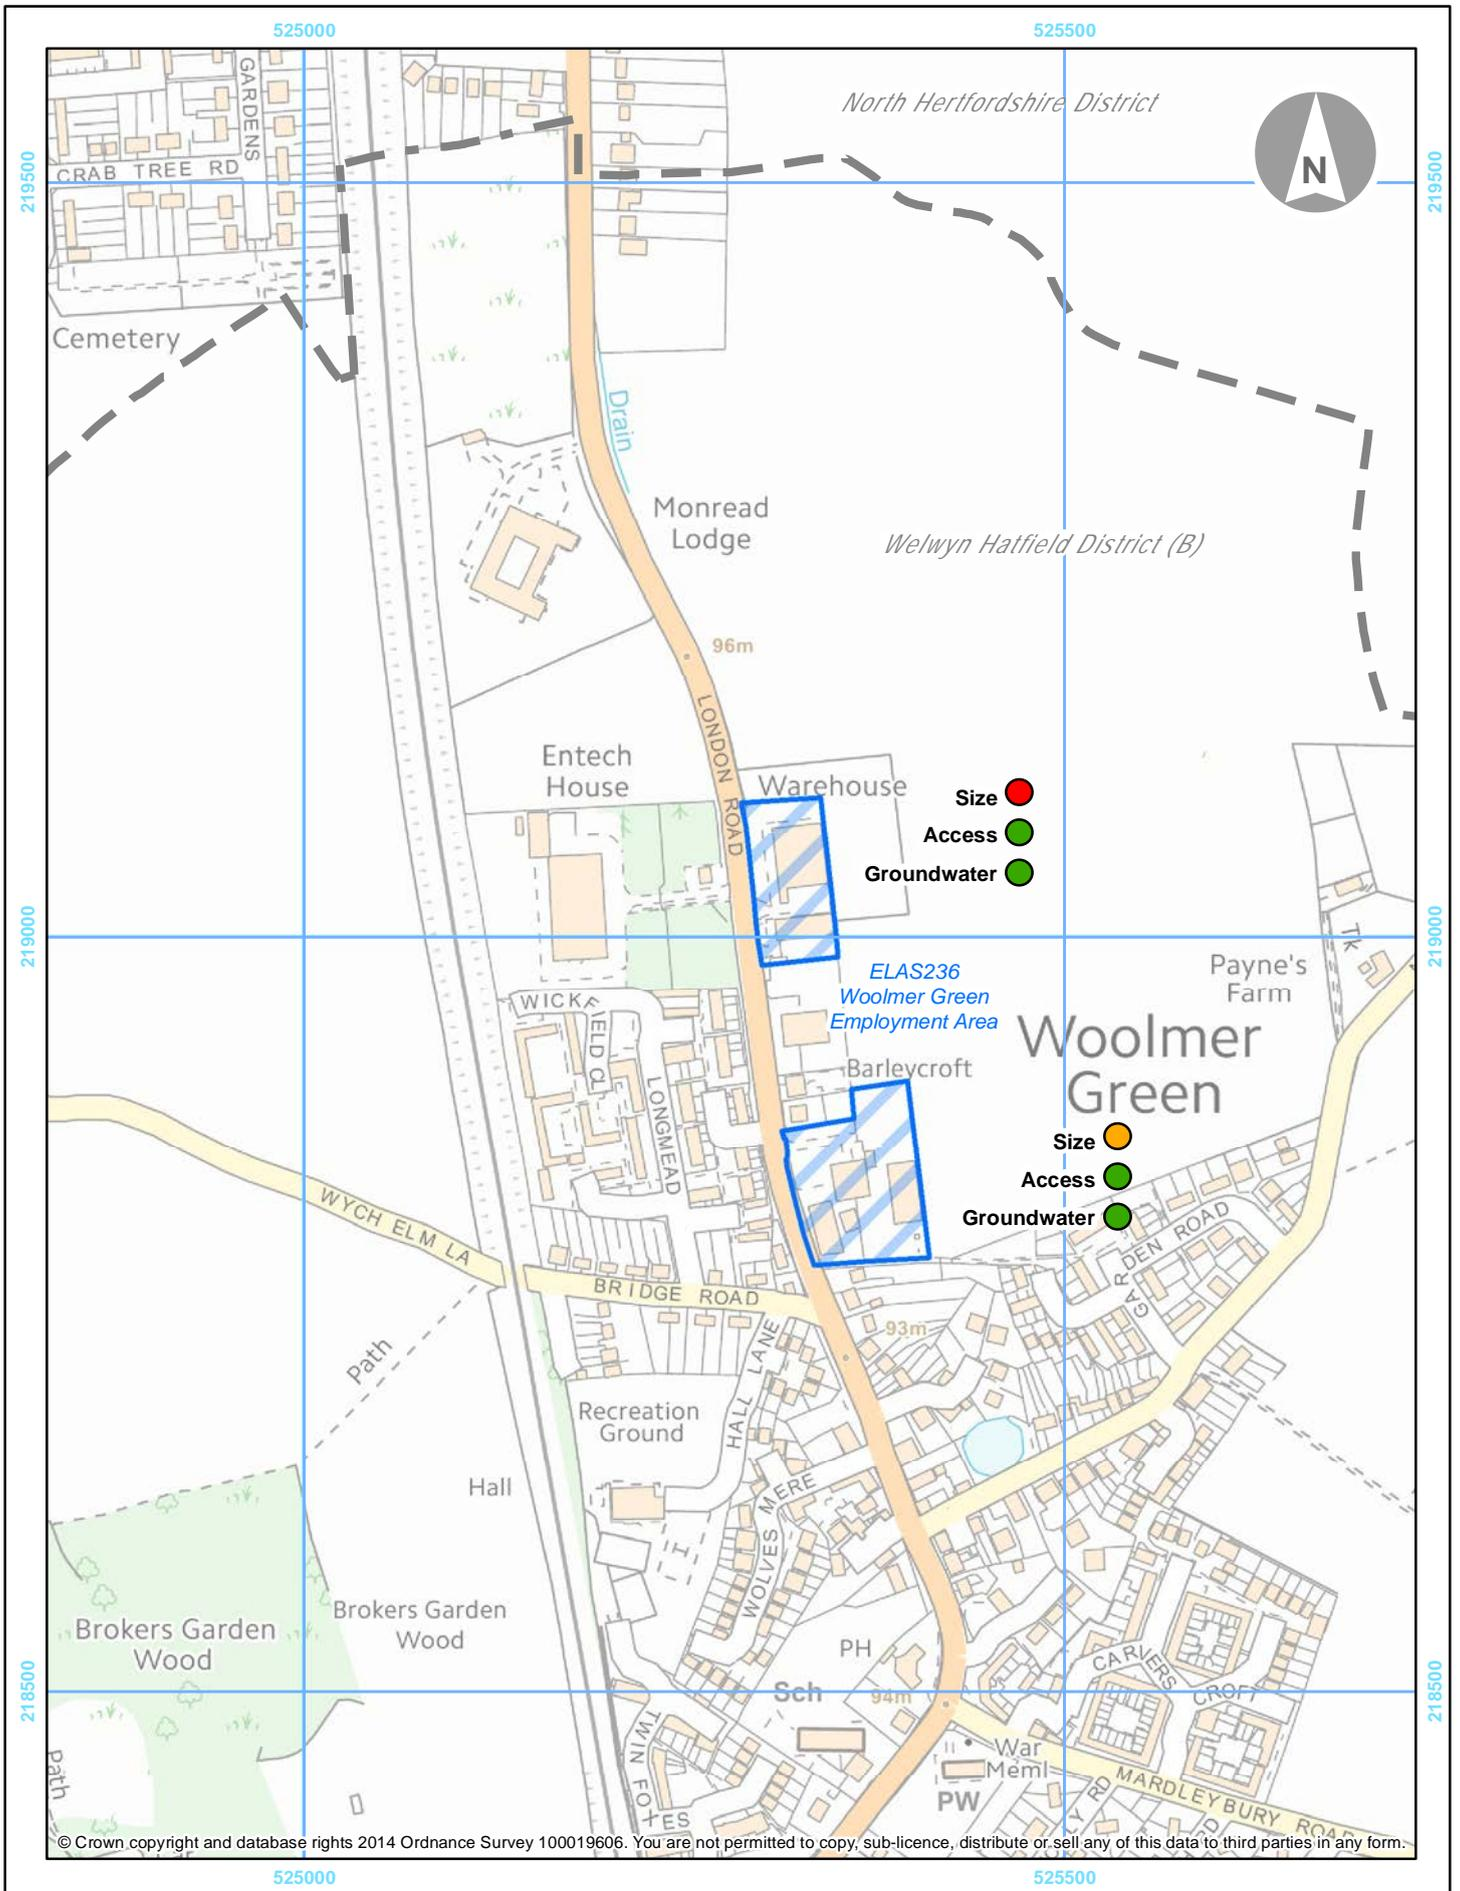 525000
525500
North Hertfordshire District
GARDENS
N
CRAB TREE RD
219500
219500
Cemetery
Drain
Monread
Lodge
Welwyn Hatfield District (B)
96m
LONDON ROAD
Entech
House
Warehouse
Size
Access
Groundwater
219000
219000
ELAS236
Woolmer Green
Employment Area
Tk
Payne's
Farm
WICKFIELD CL
Woolmer
Green
Barleycroft
LONGMEAD
Size
Access
Groundwater
WYCH ELM LA
GARDEN ROAD
BRIDGE ROAD
93m
Path
HALL LANE
Recreation
Ground
Hall
WOLVES MERE
Brokers Garden
Wood
Brokers Garden
Wood
PH
CARVERS CROFT
Sch
94m
218500
218500
TWIN FOXES
War
Meml
Path
PW
MARDLEYBURY ROAD
RD
© Crown copyright and database rights 2014 Ordnance Survey 100019606. You are not permitted to copy, sub-licence, distribute or sell any of this data to third parties in any form.
525000
525500